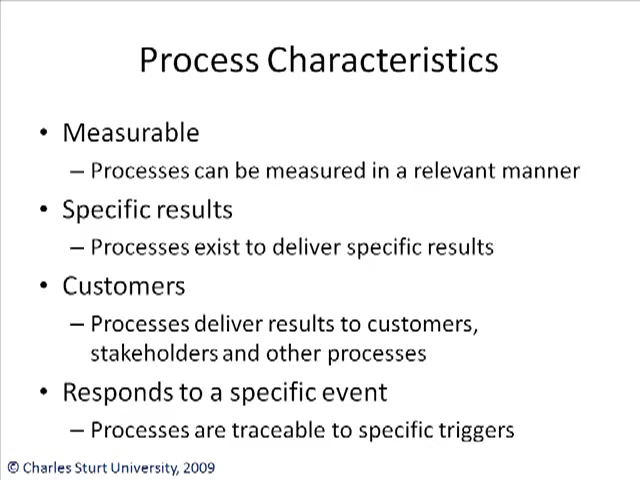 Process Characteristics
• Measurable
– Processes can be measured in a relevant manner
• Specific results
– Processes exist to deliver specific results
• Customers
– Processes deliver results to customers,
stakeholders and other processes
• Responds to a specific event
– Processes are traceable to specific triggers
© Charles Sturt University, 2009